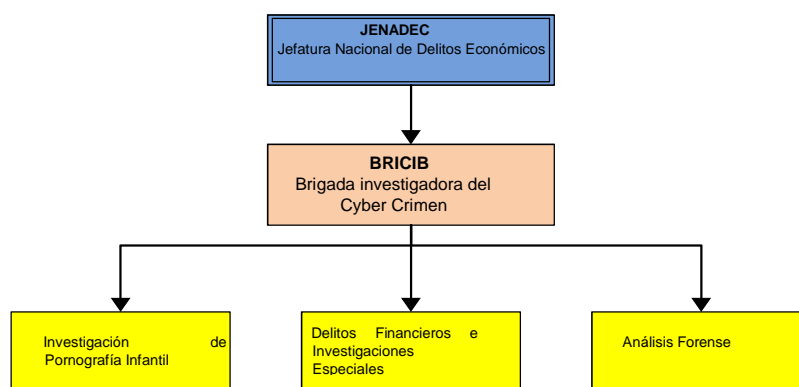 JENADEC
Jefatura Nacional de Delitos Económicos
BRICIB
Brigada investigadora del
Cyber Crimen
Investigación de
Pornografía Infantil
Delitos Financieros e
Investigaciones
Especiales
Análisis Forense